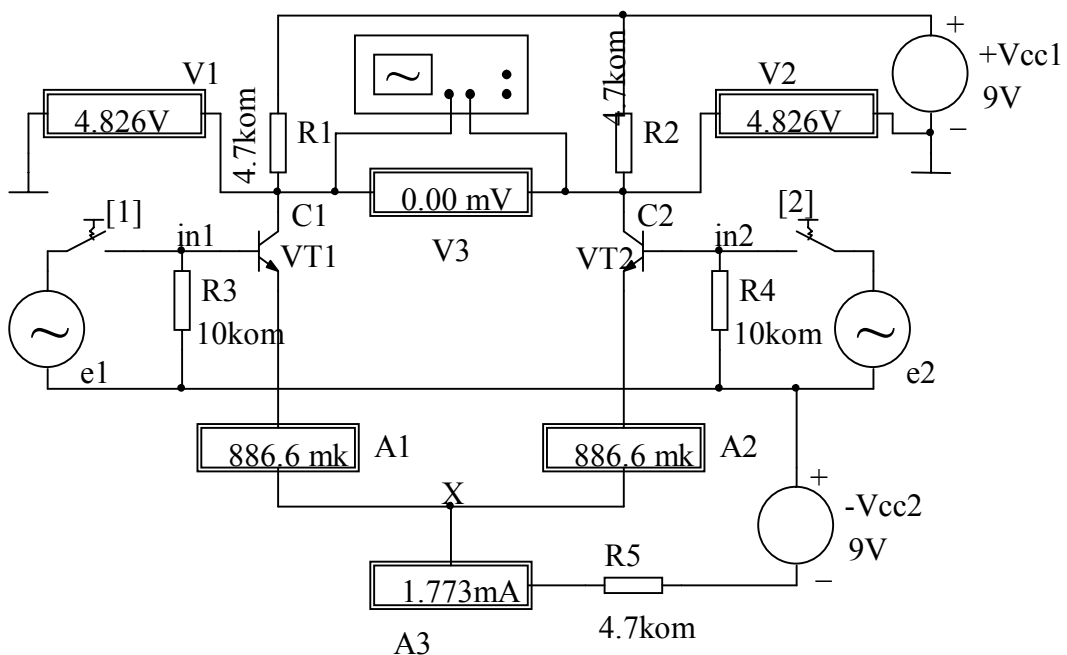 +
+Vcc1
9V
−
V1
4.826V
4.7kom
R1
4.7kom
R2
V2
4.826V
0.00 mV
V3
[1]
in1
C1
VT1
C2
VT2
[2]
in2
R3
10kom
R4
10kom
e1
e2
886.6 mk
A1
886.6 mk
A2
X
+
-Vcc2
9V
−
1.773mA
A3
R5
4.7kom